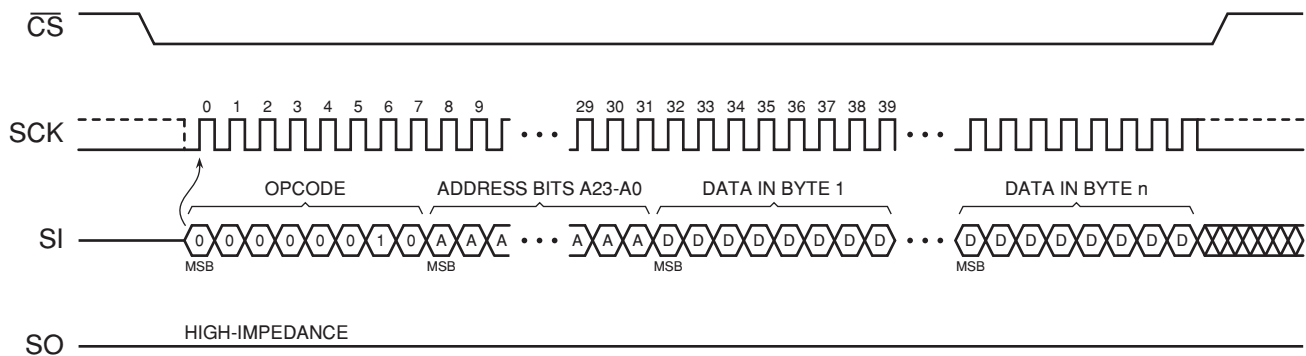 CS
0 1 2 3 4 5 6 7 8 9 29 30 31 32 33 34 35 36 37 38 39
SCK
OPCODE ADDRESS BITS A23-A0 DATA IN BYTE 1 DATA IN BYTE n
SI 0 0 0 0 0 0 1 0 A A A A A A D D D D D D D D D D D D D D D D
MSB MSB MSB MSB
HIGH-IMPEDANCE
SO